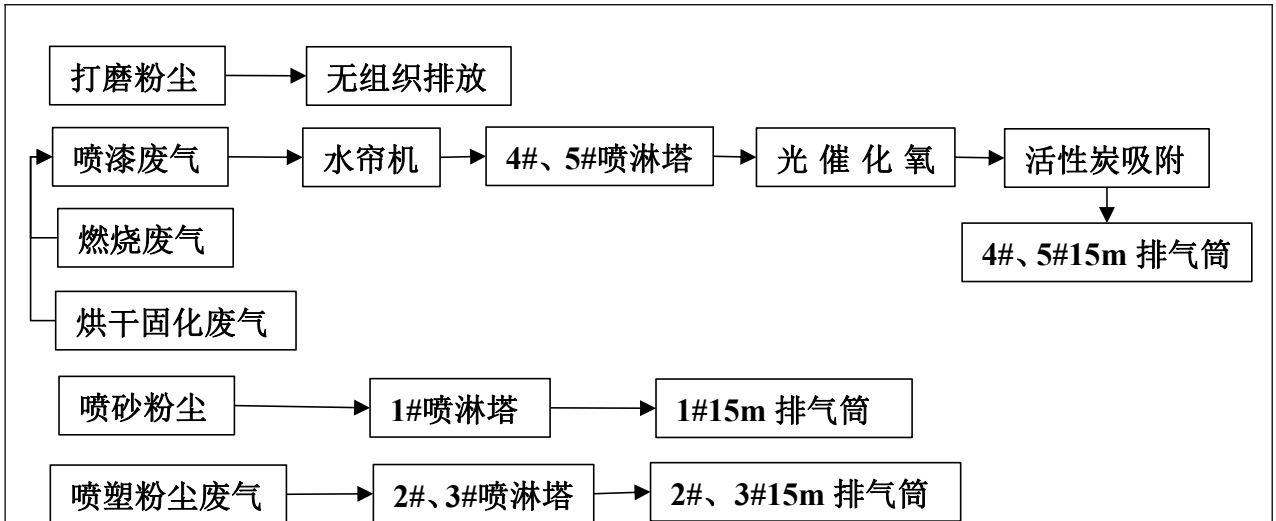 打磨粉尘 无组织排放
喷漆废气 水帘机 4#、5#喷淋塔 光 催 化 氧 活性炭吸附
燃烧废气 4#、5#15m 排气筒
烘干固化废气
喷砂粉尘 1#喷淋塔 1#15m 排气筒
喷塑粉尘废气 2#、3#喷淋塔 2#、3#15m 排气筒